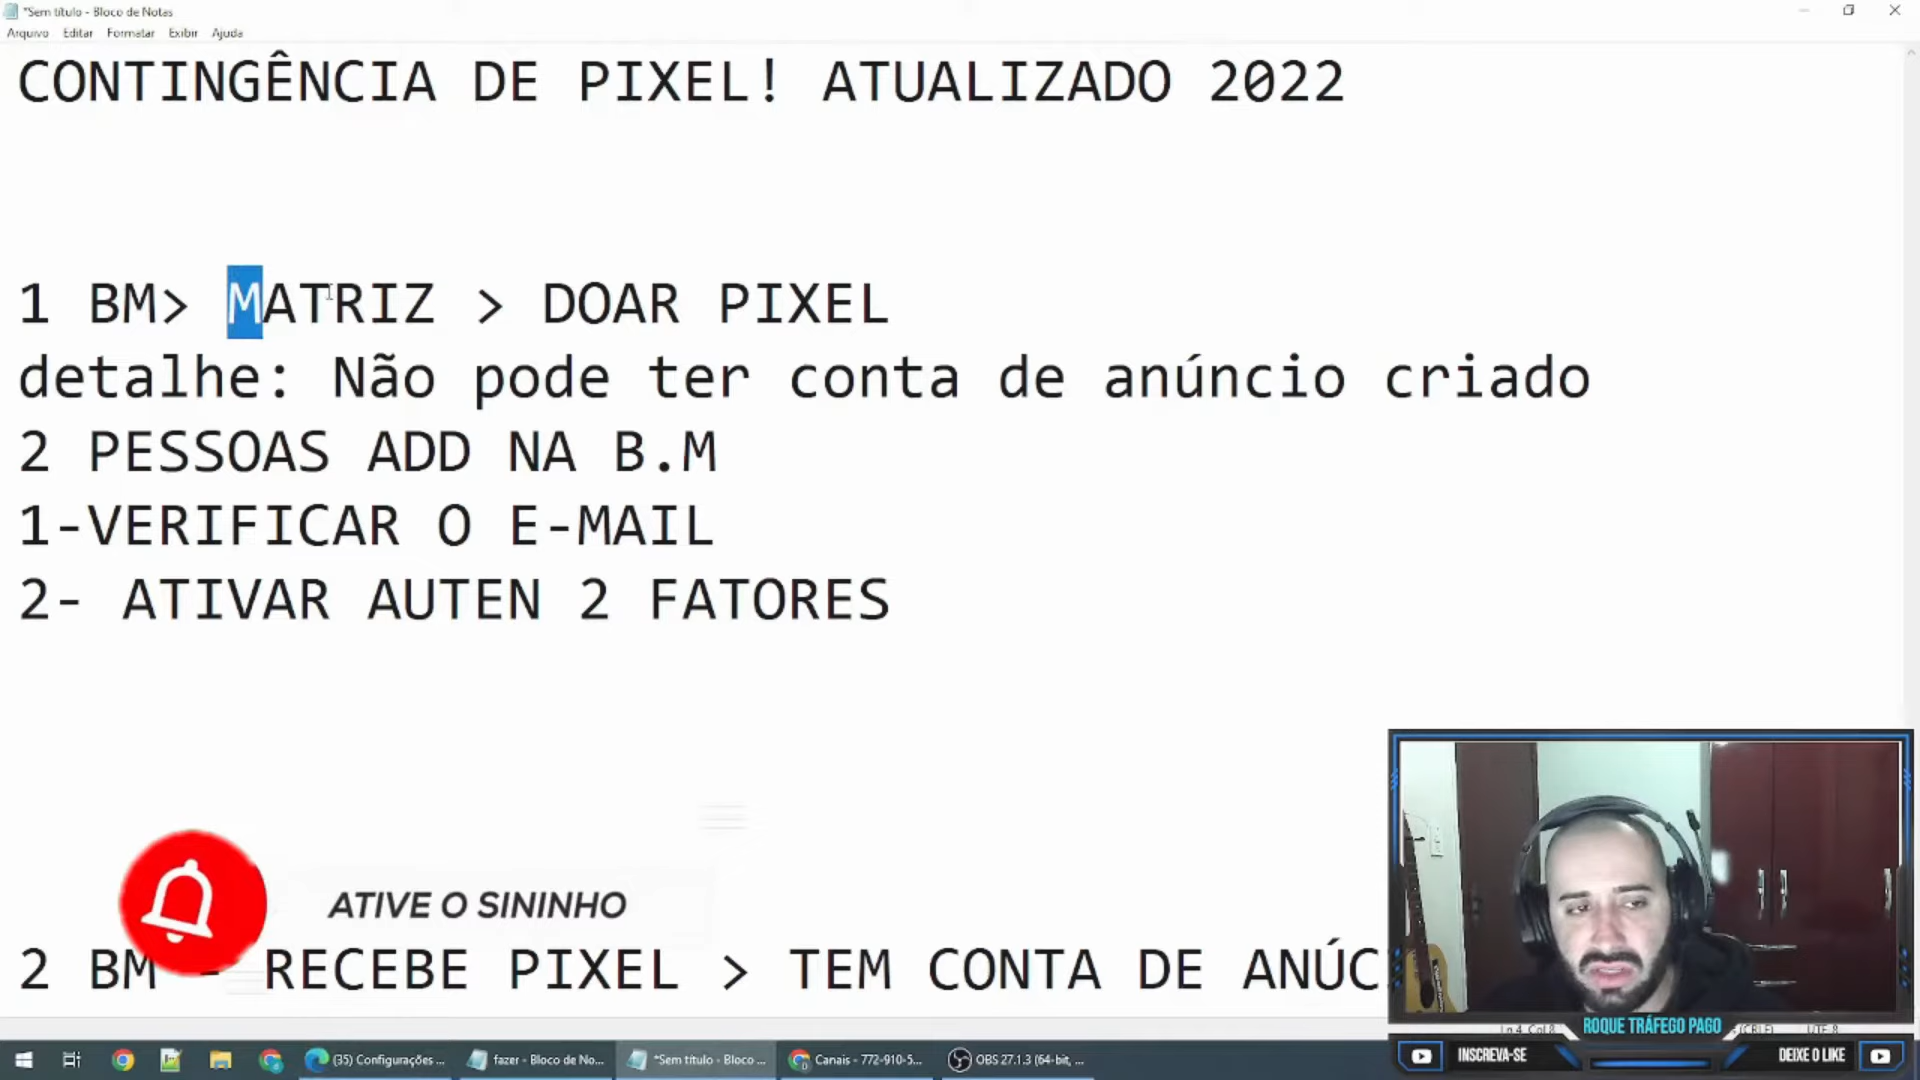 *Sem título - Bloco de Notas
Arquivo Editar Formatar Exibir Ajuda
CONTINGÊNCIA DE PIXEL! ATUALIZADO 2022
1 BM> MATRIZ > DOAR PIXEL
detalhe: Não pode ter conta de anúncio criado
2 PESSOAS ADD NA B.M
1-VERIFICAR O E-MAIL
2- ATIVAR AUTEN 2 FATORES
ATIVE O SININHO
2 BM - RECEBE PIXEL > TEM CONTA DE ANÚC
ROQUE TRÁFEGO PAGO
INSCREVA-SE
DEIXE O LIKE
(35) Configurações ...
fazer - Bloco de No...
*Sem título - Bloco ...
Canais - 772-910-5...
OBS 27.1.3 (64-bit, ...